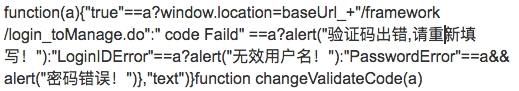 function(a){"true"==a?window.location=baseUrl_+"/framework
/login_toManage.do":" code Faild" ==a?alert("验证码出错,请重新填
写！"):"LoginIDError"==a?alert("无效用户名！"):"PasswordError"==a&&
alert("密码错误！")},"text")}function changeValidateCode(a)